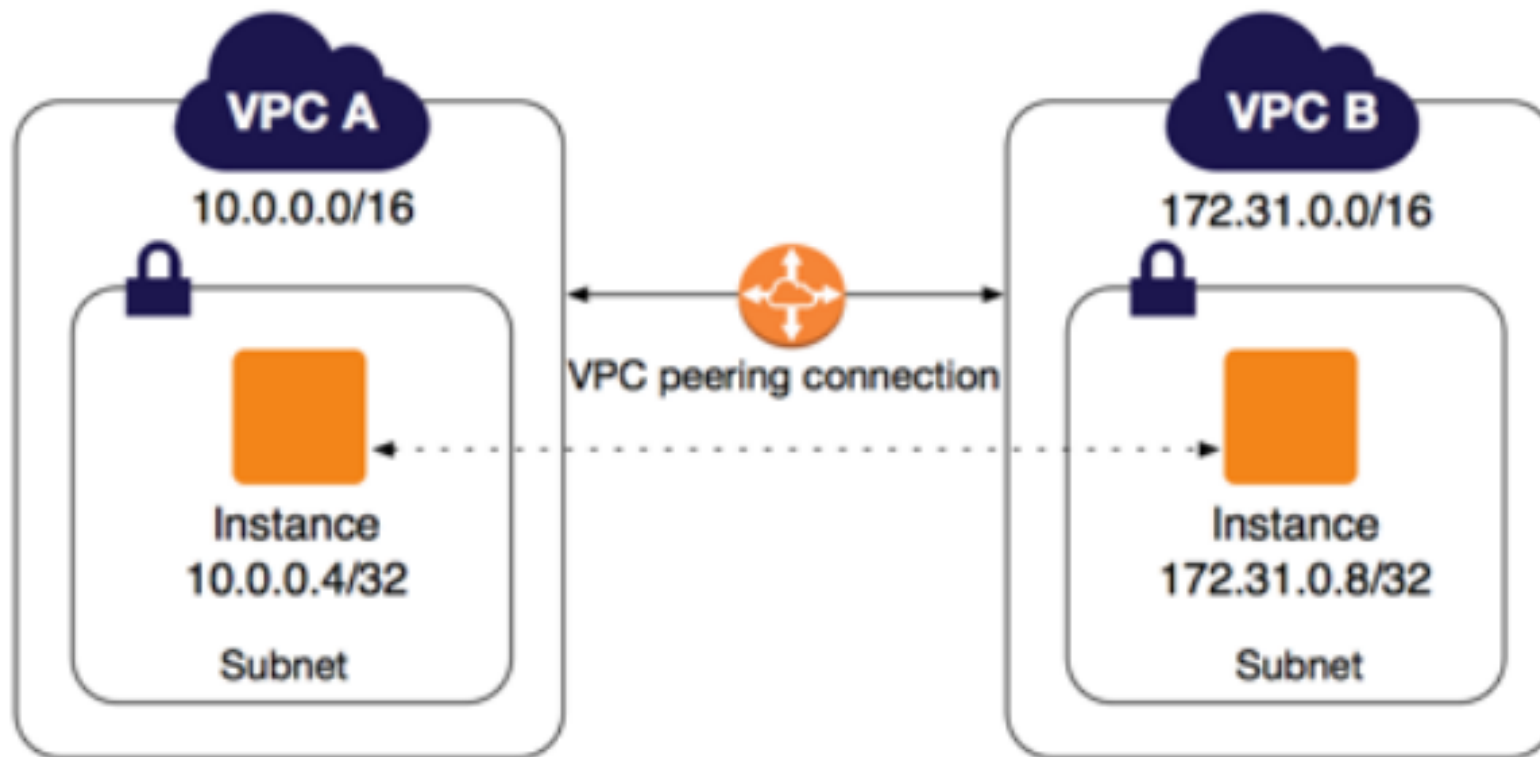 VPC A
10.0.0.0/16
Instance
10.0.0.4/32
Subnet
VPC peering connection
VPC B
172.31.0.0/16
Instance
172.31.0.8/32
Subnet